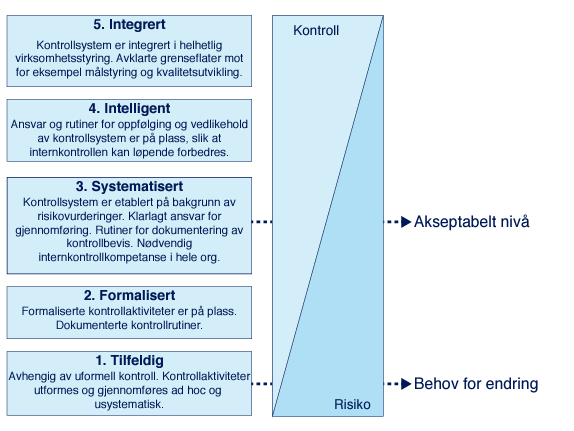 5. Integrert
Kontrollsystem er integrert i helhetlig
virksomhetsstyring. Avklarte grenseflater mot
for eksempel målstyring og kvalitetsutvikling.
4. Intelligent
Ansvar og rutiner for oppfølging og vedlikehold
av kontrollsystem er på plass, slik at
internkontrollen kan løpende forbedres.
3. Systematisert
Kontrollsystem er etablert på bakgrunn av
risikovurderinger. Klarlagt ansvar for
gjennomføring. Rutiner for dokumentering av
kontrollbevis. Nødvendig
internkontrollkompetanse i hele org.
2. Formalisert
Formaliserte kontrollaktiviteter er på plass.
Dokumenterte kontrollrutiner.
1. Tilfeldig
Avhengig av uformell kontroll. Kontrollaktiviteter
utformes og gjennomføres ad hoc og
usystematisk.
Kontroll
Risiko
Akseptabelt nivå
Behov for endring